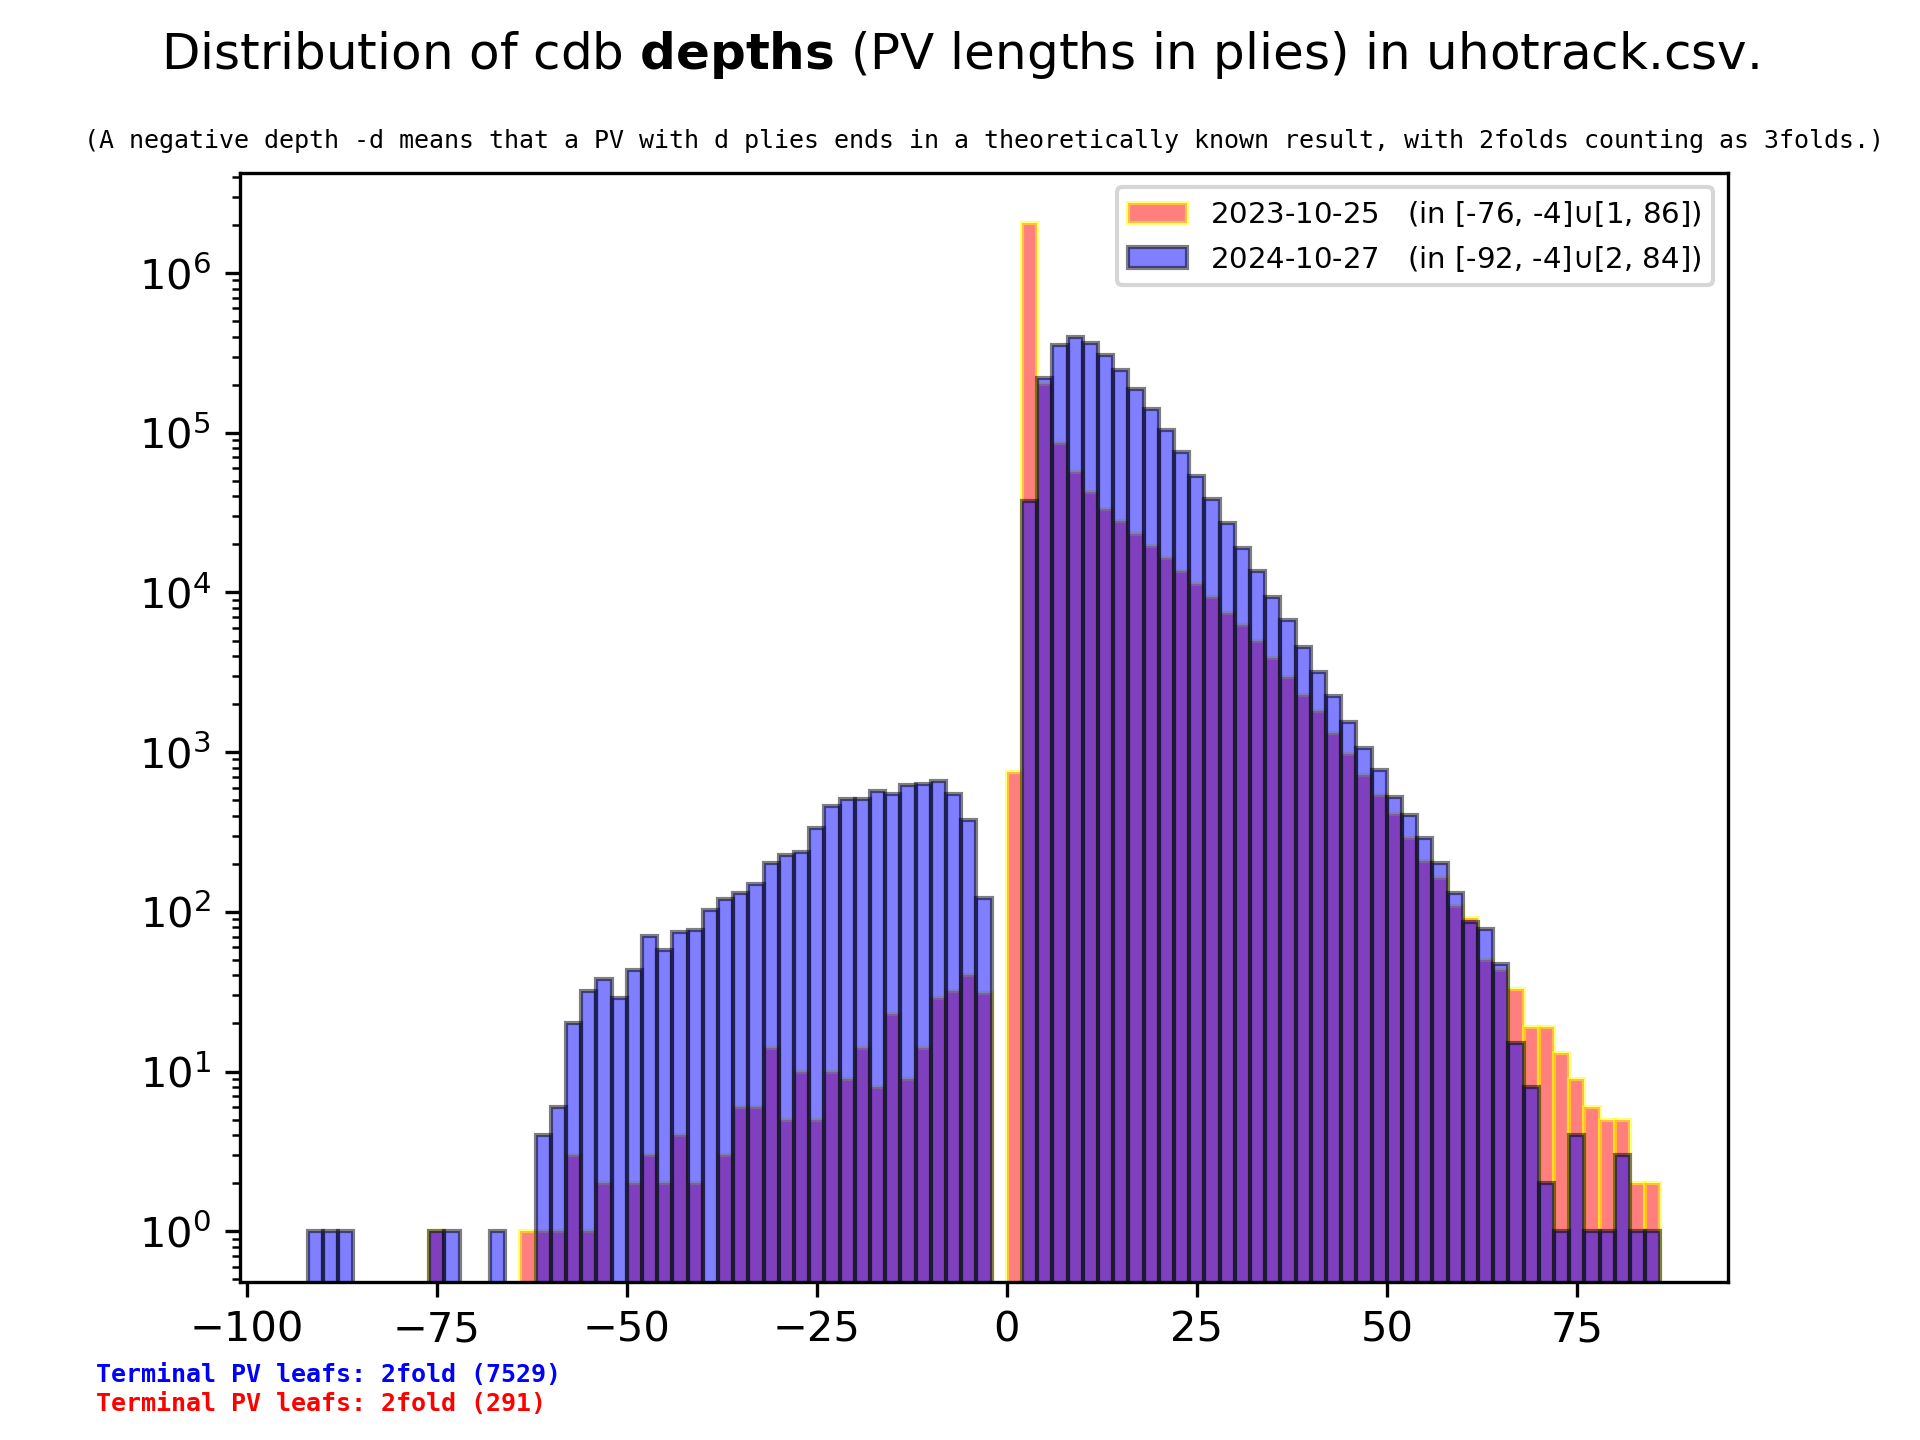 Distribution of cdb depths (PV lengths in plies) in uhotrack.csv.
(A negative depth -d means that a PV with d plies ends in a theoretically known result, with 2folds counting as 3folds.)
2023-10-25 (in [-76, -4]∪[1, 86])
2024-10-27 (in [-92, -4]∪[2, 84])
10⁶
10⁵
10⁴
10³
10²
10¹
10⁰
−100 −75 −50 −25 0 25 50 75
Terminal PV leafs: 2fold (7529)
Terminal PV leafs: 2fold (291)